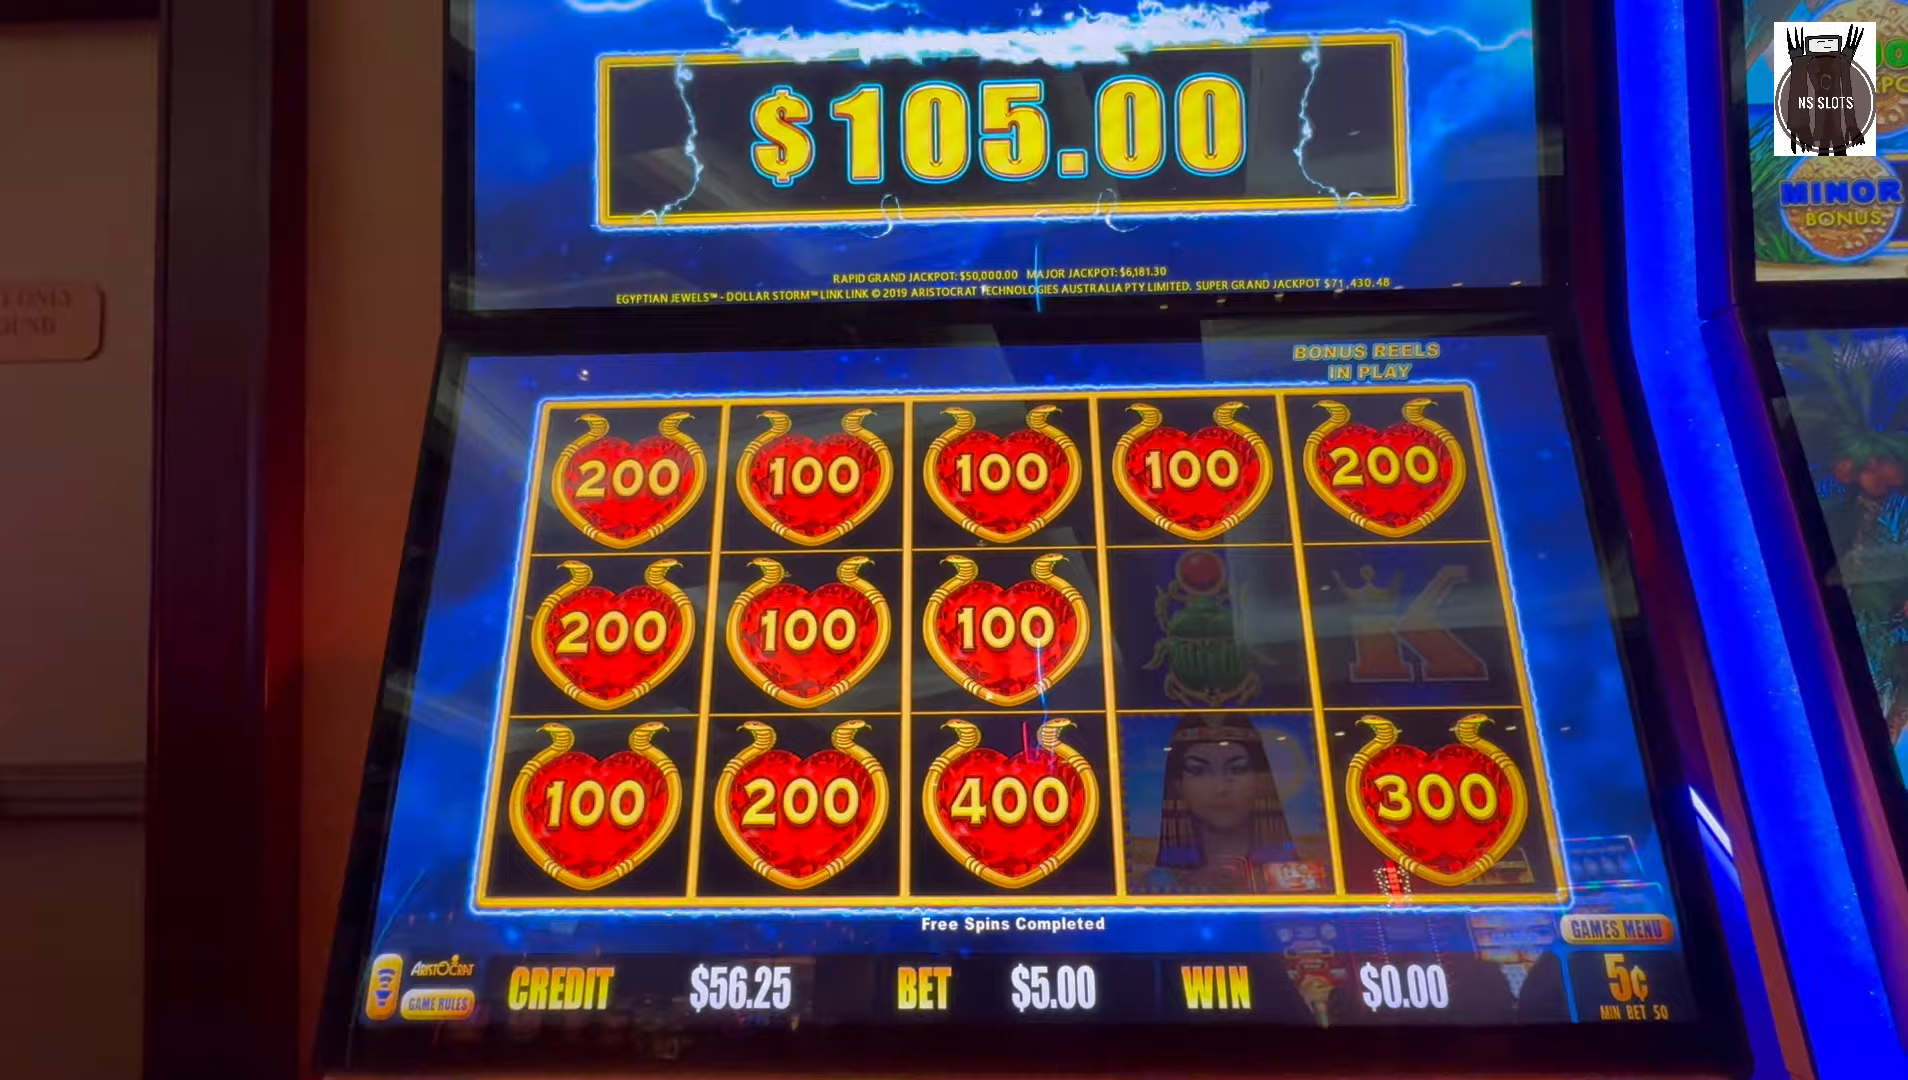 $105.00
NS SLOTS
MINOR
BONUS
RAPID GRAND JACKPOT: $50,000.00 MAJOR JACKPOT: $6,181.30
EGYPTIAN JEWELS™ - DOLLAR STORM™ LINK LINK © 2019 ARISTOCRAT TECHNOLOGIES AUSTRALIA PTY LIMITED. SUPER GRAND JACKPOT $71,430.48
BONUS REELS
IN PLAY
200 100 100 100 200
200 100 100 K
100 200 400 300
Free Spins Completed
GAMES MENU
ARISTOCRAT
GAME RULES
CREDIT $56.25 BET $5.00 WIN $0.00
5¢
MIN BET 50